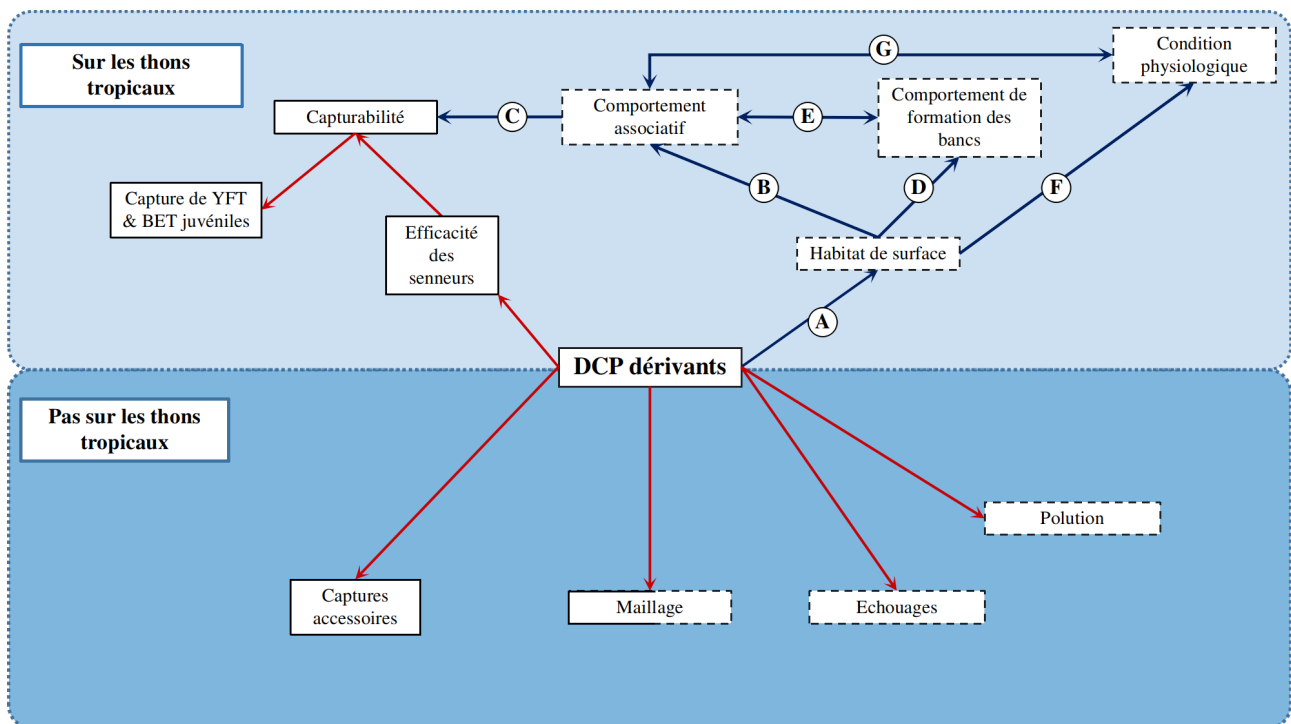 Sur les thons
tropicaux
G
Condition
physiologique
Capturabilité
C
Comportement
associatif
E
Comportement de
formation des
bancs
Capture de YFT
& BET juvéniles
B
D
F
Efficacité
des
senneurs
Habitat de surface
A
DCP dérivants
Pas sur les thons
tropicaux
Polution
Captures
accessoires
Maillage
Echouages